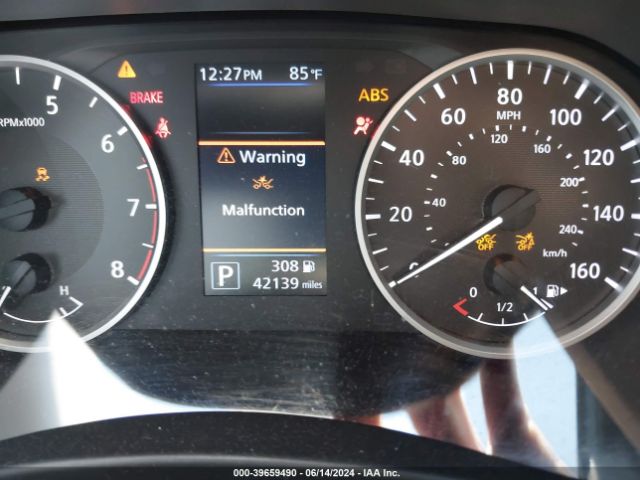 12:27PM 85°F
BRAKE
ABS
RPMx1000
5
6
7
8
H
Warning
Malfunction
P
308
42139 miles
0
20
40
60
80
100
120
140
160
MPH
40
80
120
160
200
240
km/h
OFF
OFF
0
1/2
1
000-39659490 - 06/14/2024 - IAA Inc.